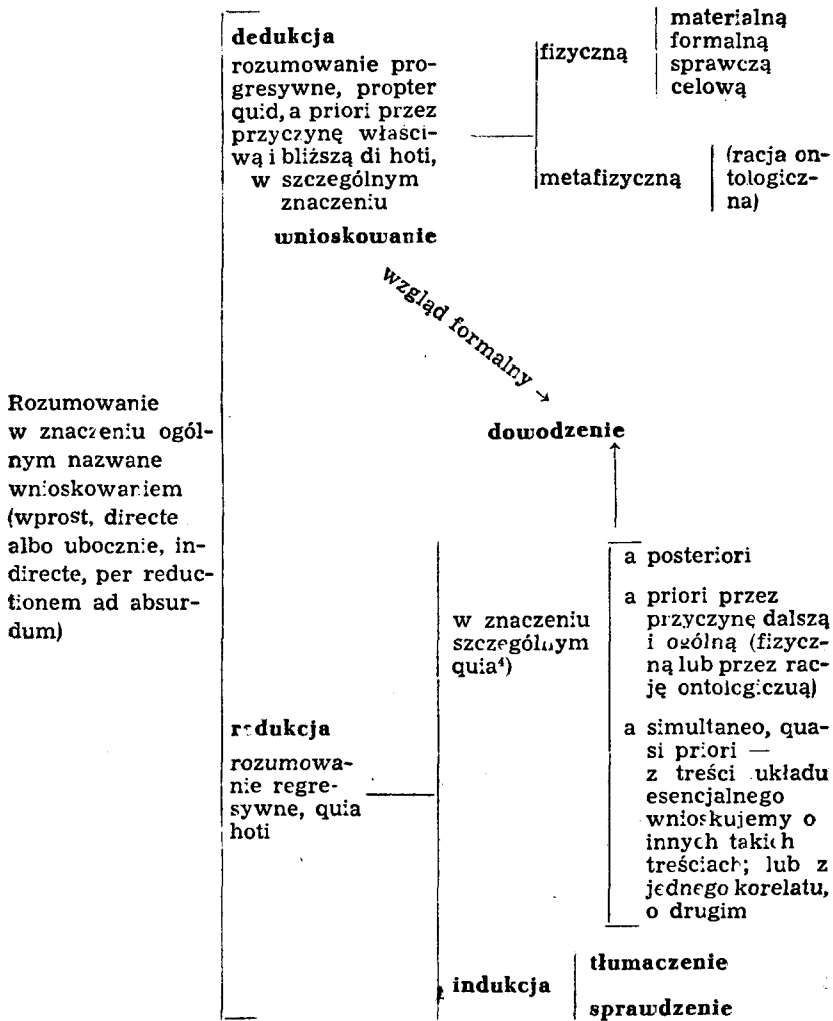 dedukcja
rozumowanie pro-
gresywne, propter
quid, a priori przez
przyczynę właści-
wą i bliższą di hoti,
w szczególnym
znaczeniu
wnioskowanie
fizyczną
materialną
formalną
sprawczą
celową
metafizyczną
(racja on-
tologicz-
na)
wzgląd formalny →
dowodzenie
Rozumowanie
w znaczeniu ogól-
nym nazwane
wnioskowaniem
(wprost, directe
albo ubocznie, in-
directe, per reduc-
tionem ad absur-
dum)
redukcja
rozumowa-
nie regre-
sywne, quia
hoti
w znaczeniu
szczególnym
quia⁴)
a posteriori
a priori przez
przyczynę dalszą
i ogólną (fizycz-
ną lub przez rac-
ję ontologiczną)
a simultaneo, qua-
si priori —
z treści układu
esencjalnego
wnioskujemy o
innych takich
treściach; lub z
jednego korelatu,
o drugim
indukcja
tłumaczenie
sprawdzenie